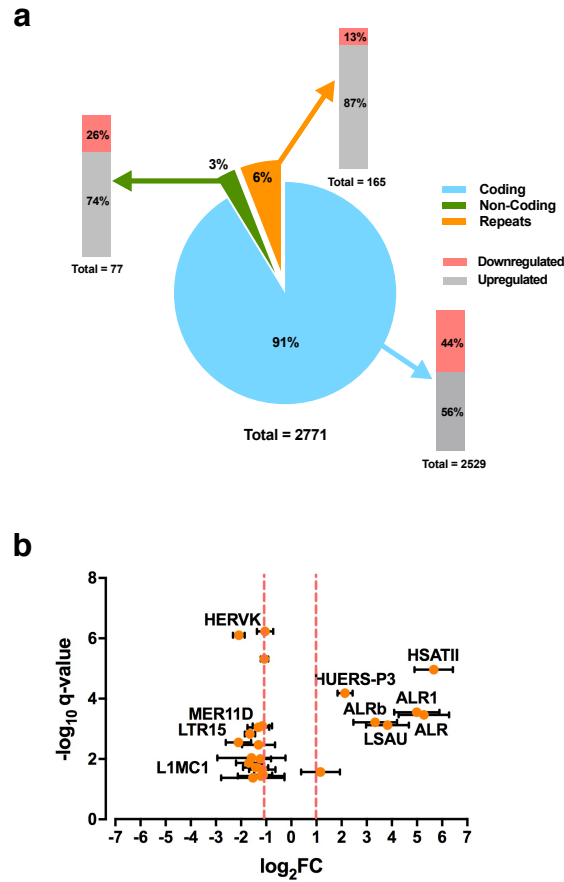 a
13%
87%
Total = 165
26%
74%
Total = 77
3%
6%
91%
Total = 2771
Coding
Non-Coding
Repeats
Downregulated
Upregulated
44%
56%
Total = 2529
b
8
6
4
2
0
-log10 q-value
HERVK
HSATII
HUERS-P3
ALR1
ALRb
MER11D
LTR15
LSAU
ALR
L1MC1
-7 -6 -5 -4 -3 -2 -1 0 1 2 3 4 5 6 7
log2FC